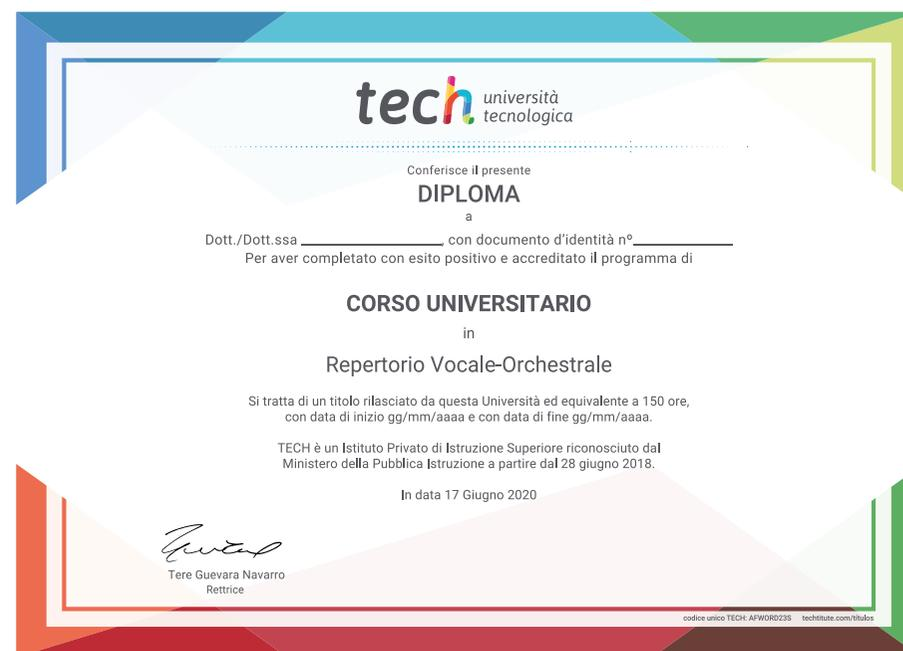 tech università
tecnologica
Conferisce il presente
DIPLOMA
a
Dott./Dott.ssa ________________, con documento d'identità nº____________
Per aver completato con esito positivo e accreditato il programma di
CORSO UNIVERSITARIO
in
Repertorio Vocale-Orchestrale
Si tratta di un titolo rilasciato da questa Università ed equivalente a 150 ore,
con data di inizio gg/mm/aaaa e con data di fine gg/mm/aaaa.
TECH è un Istituto Privato di Istruzione Superiore riconosciuto dal
Ministero della Pubblica Istruzione a partire dal 28 giugno 2018.
In data 17 Giugno 2020
Tere Guevara Navarro
Rettrice
codice unico TECH: AFWORD23S techtitute.com/titulos